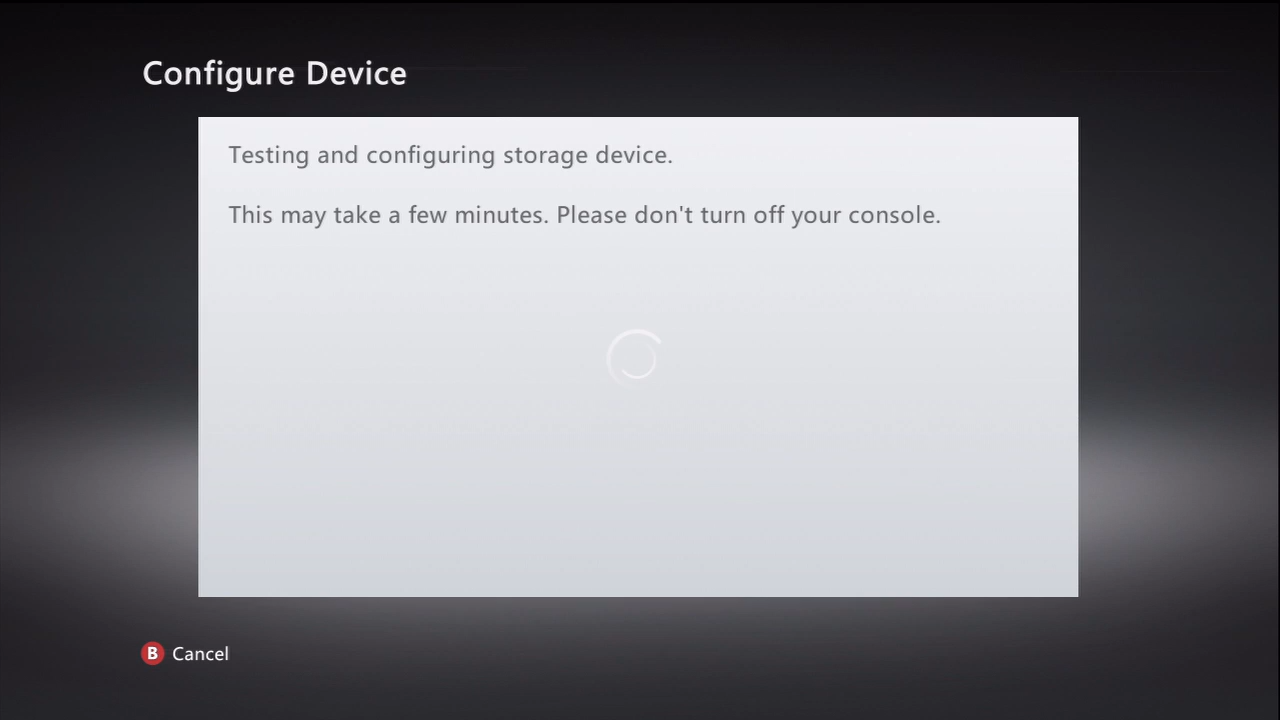 Configure Device
Testing and configuring storage device.
This may take a few minutes. Please don't turn off your console.
B Cancel